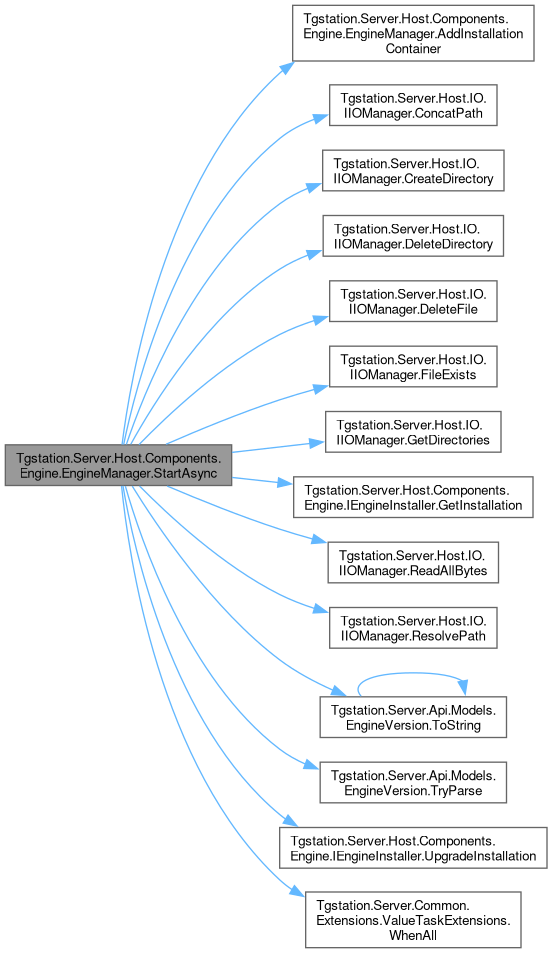 Tgstation.Server.Host.Components.
Engine.EngineManager.StartAsync
Tgstation.Server.Host.Components.
Engine.EngineManager.AddInstallation
Container
Tgstation.Server.Host.IO.
IIOManager.ConcatPath
Tgstation.Server.Host.IO.
IIOManager.CreateDirectory
Tgstation.Server.Host.IO.
IIOManager.DeleteDirectory
Tgstation.Server.Host.IO.
IIOManager.DeleteFile
Tgstation.Server.Host.IO.
IIOManager.FileExists
Tgstation.Server.Host.IO.
IIOManager.GetDirectories
Tgstation.Server.Host.Components.
Engine.IEngineInstaller.GetInstallation
Tgstation.Server.Host.IO.
IIOManager.ReadAllBytes
Tgstation.Server.Host.IO.
IIOManager.ResolvePath
Tgstation.Server.Api.Models.
EngineVersion.ToString
Tgstation.Server.Api.Models.
EngineVersion.TryParse
Tgstation.Server.Host.Components.
Engine.IEngineInstaller.UpgradeInstallation
Tgstation.Server.Common.
Extensions.ValueTaskExtensions.
WhenAll